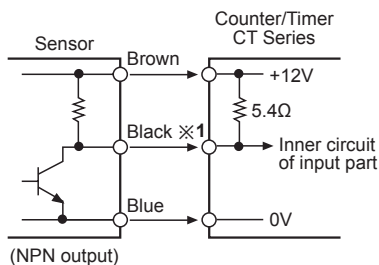 Counter/Timer
CT Series
Sensor
Brown
+12V
5.4Ω
Black ※1
Inner circuit
of input part
Blue
0V
(NPN output)